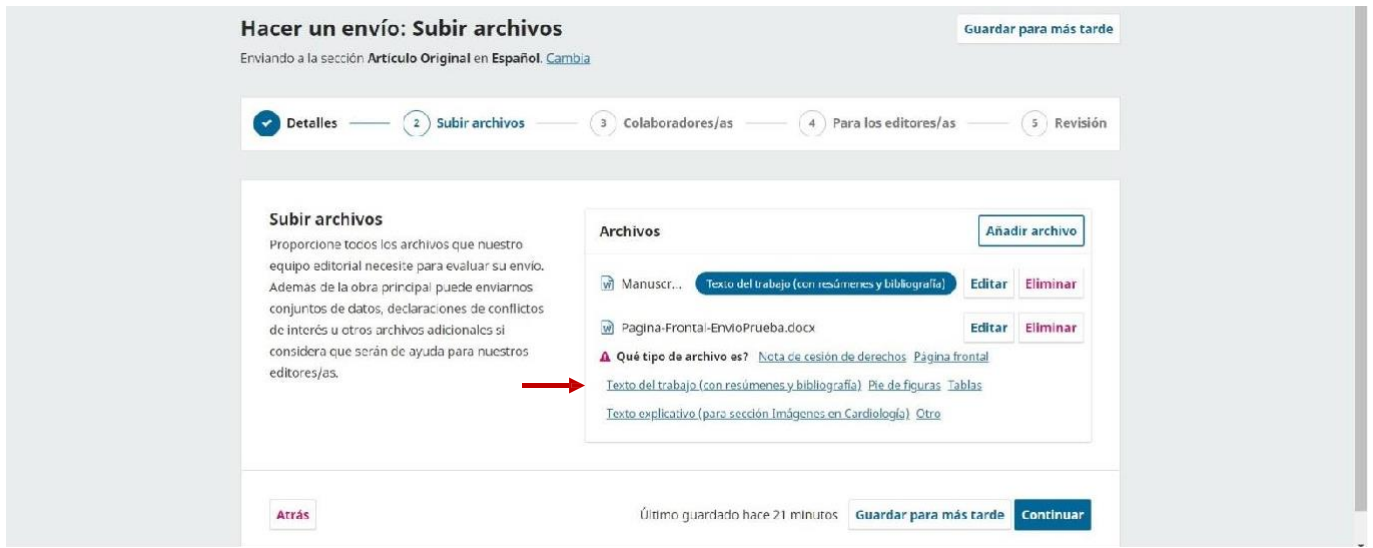 Hacer un envío: Subir archivos
Guardar para más tarde
Enviando a la sección Artículo Original en Español. Cambia
Detalles
2 Subir archivos
3 Colaboradores/as
4 Para los editores/as
5 Revisión
Subir archivos
Proporcione todos los archivos que nuestro
equipo editorial necesite para evaluar su envío.
Además de la obra principal puede enviarnos
conjuntos de datos, declaraciones de conflictos
de interés u otros archivos adicionales si
considera que serán de ayuda para nuestros
editores/as.
Archivos
Añadir archivo
Manuscr... Texto del trabajo (con resúmenes y bibliografía) Editar Eliminar
Pagina-Frontal-EnvioPrueba.docx Editar Eliminar
Qué tipo de archivo es? Nota de cesión de derechos Página frontal
Texto del trabajo (con resúmenes y bibliografía) Pie de figuras Tablas
Texto explicativo (para sección Imágenes en Cardiología) Otro
Atrás
Último guardado hace 21 minutos
Guardar para más tarde
Continuar